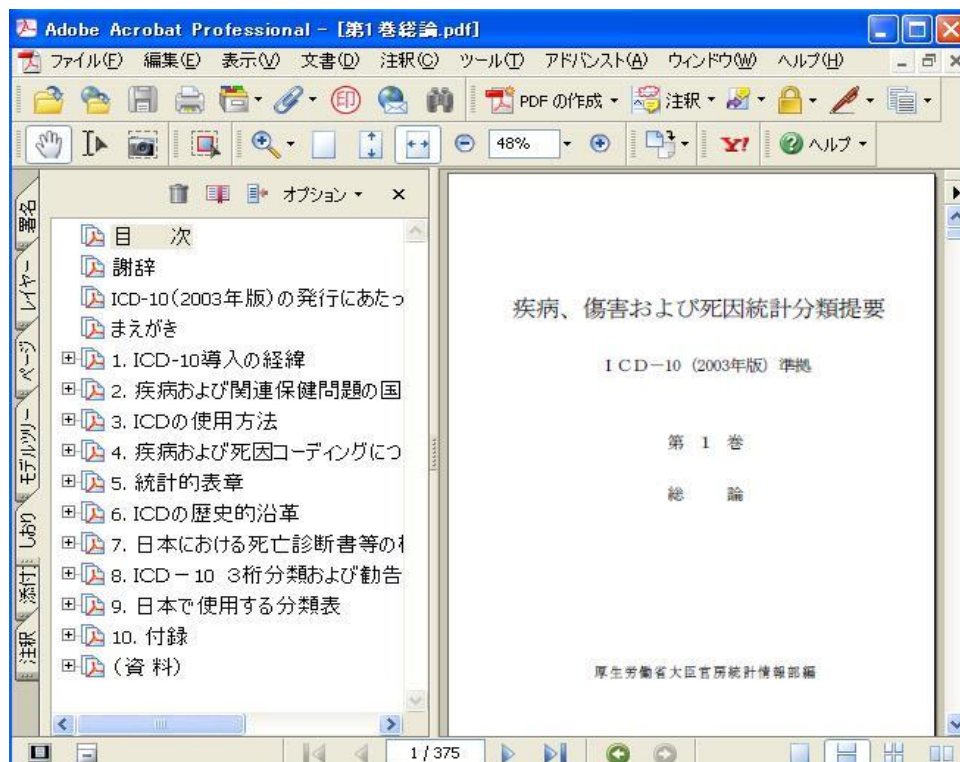 Adobe Acrobat Professional - [第1巻総論.pdf]
ファイル(F) 編集(E) 表示(V) 文書(D) 注釈(C) ツール(T) アドバンスト(A) ウィンドウ(W) ヘルプ(H)
PDF の作成 注釈
48% Y! ヘルプ
オプション
署名
レイヤー
ページ
モデルツリー
しおり
添付
注釈
目 次
謝辞
ICD-10(2003年版)の発行にあたっ
まえがき
1. ICD-10導入の経緯
2. 疾病および関連保健問題の国
3. ICDの使用方法
4. 疾病および死因コーディングにつ
5. 統計的表章
6. ICDの歴史的沿革
7. 日本における死亡診断書等の
8. ICD-10 3桁分類および勧告
9. 日本で使用する分類表
10. 付録
(資料)
疾病、傷害および死因統計分類提要
ICD-10 (2003年版) 準拠
第 1 巻
総 論
厚生労働省大臣官房統計情報部編
1 / 375